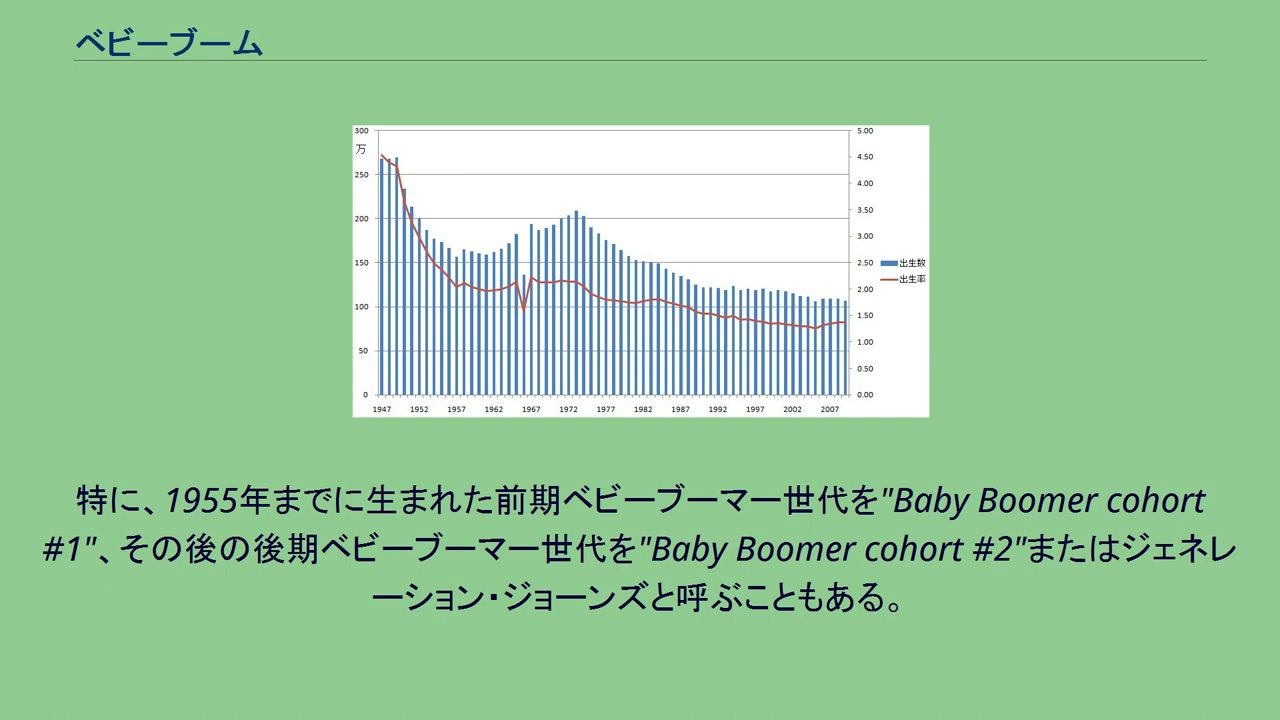 ベビーブーム
300
万
250
200
150
100
50
0
5.00
4.50
4.00
3.50
3.00
2.50
2.00
1.50
1.00
0.50
0.00
1947 1952 1957 1962 1967 1972 1977 1982 1987 1992 1997 2002 2007
出生数
出生率
特に、1955年までに生まれた前期ベビーブーマー世代を"Baby Boomer cohort
#1"、その後の後期ベビーブーマー世代を"Baby Boomer cohort #2"またはジェネレ
ーション・ジョーンズと呼ぶこともある。